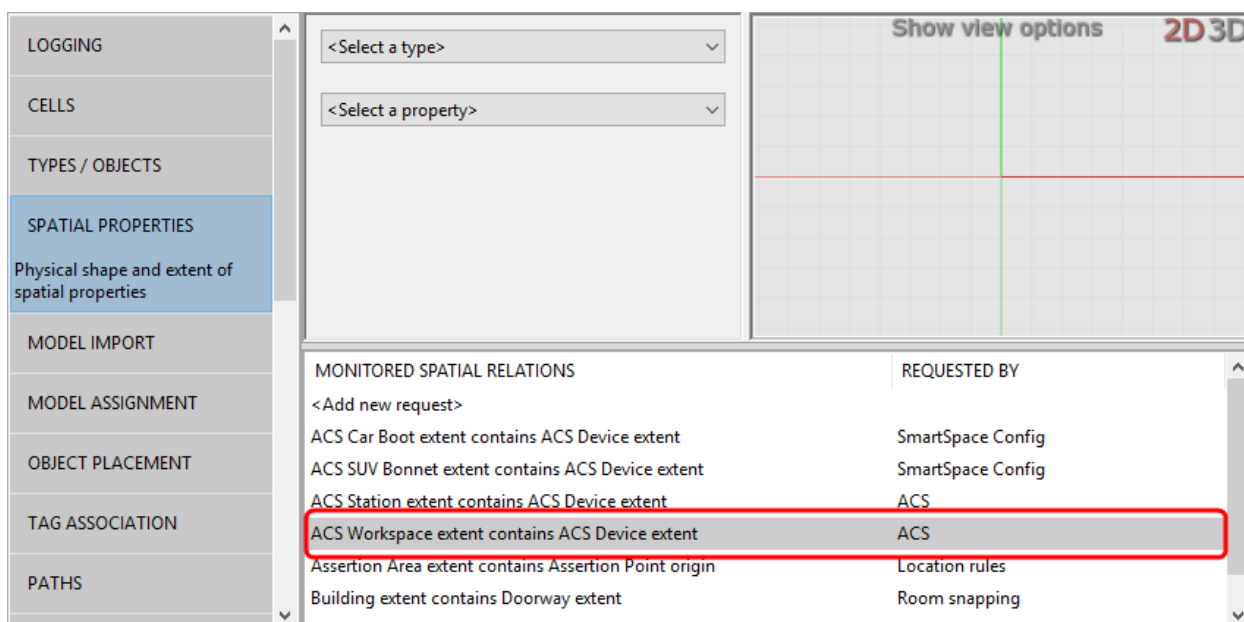 LOGGING
CELLS
TYPES / OBJECTS
SPATIAL PROPERTIES
Physical shape and extent of
spatial properties
MODEL IMPORT
MODEL ASSIGNMENT
OBJECT PLACEMENT
TAG ASSOCIATION
PATHS
<Select a type>
<Select a property>
Show view options 2D 3D
MONITORED SPATIAL RELATIONS REQUESTED BY
<Add new request>
ACS Car Boot extent contains ACS Device extent SmartSpace Config
ACS SUV Bonnet extent contains ACS Device extent SmartSpace Config
ACS Station extent contains ACS Device extent ACS
ACS Workspace extent contains ACS Device extent ACS
Assertion Area extent contains Assertion Point origin Location rules
Building extent contains Doorway extent Room snapping